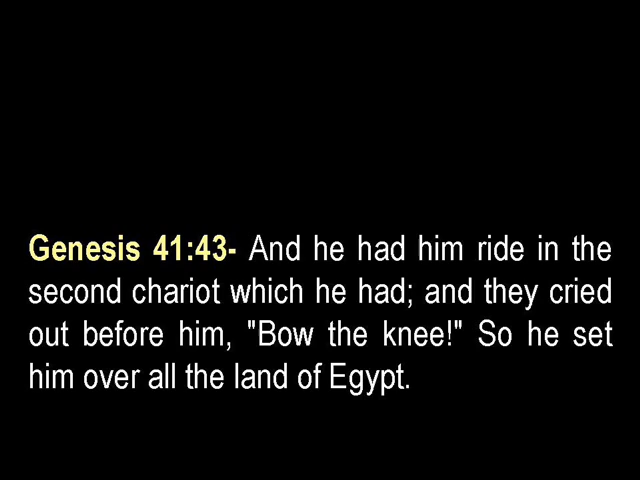 Genesis 41:43- And he had him ride in the
second chariot which he had; and they cried
out before him, "Bow the knee!" So he set
him over all the land of Egypt.